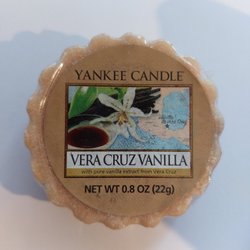 YANKEE CANDLE
VERA CRUZ VANILLA
with pure vanilla extract from Vera Cruz
NET WT 0.8 OZ (22g)